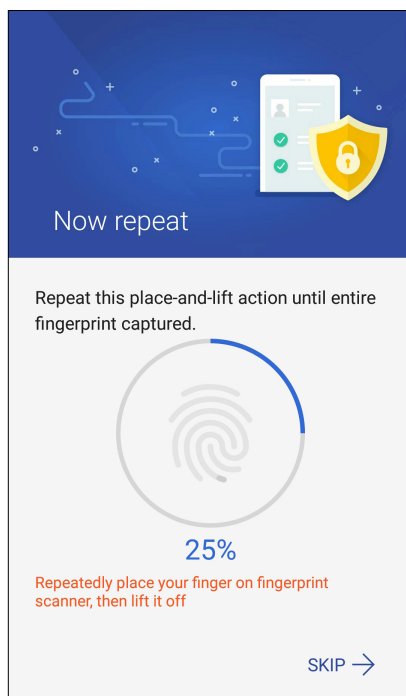 Now repeat
Repeat this place-and-lift action until entire
fingerprint captured.
25%
Repeatedly place your finger on fingerprint
scanner, then lift it off
SKIP